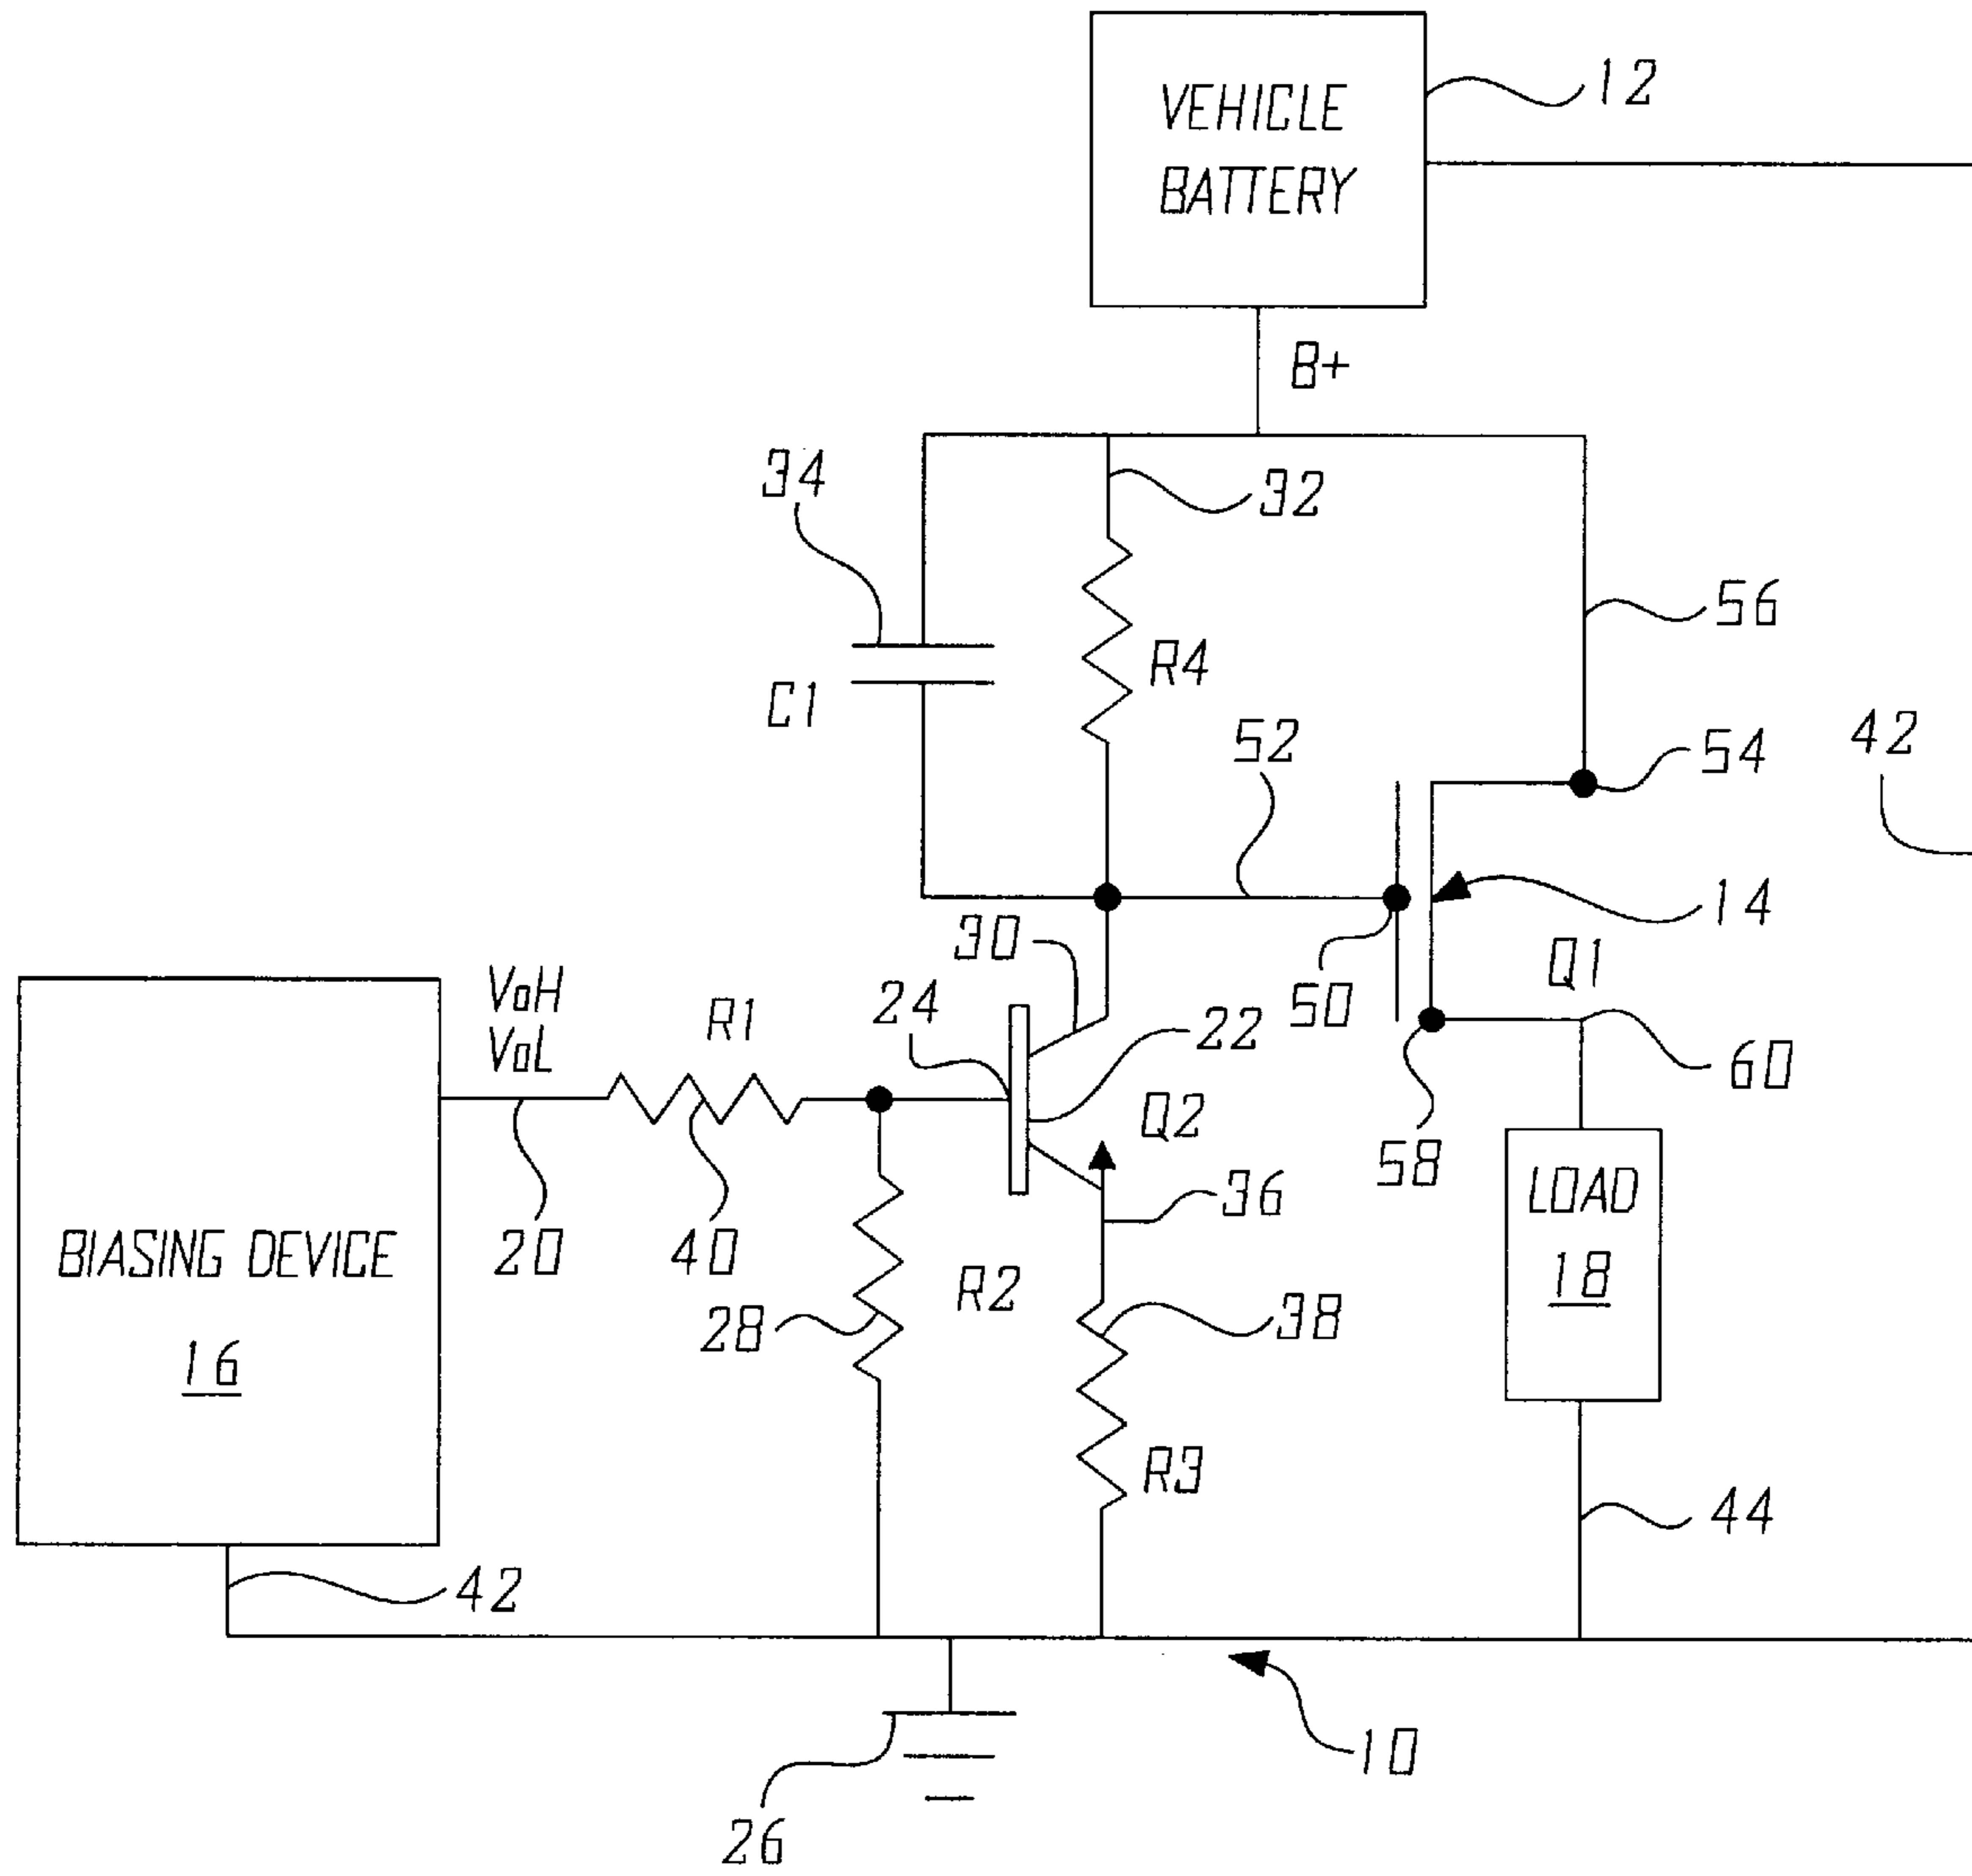 VEHICLE
BATTERY
12
B+
34
32
C1
R4
56
52
54
42
14
30
50
Q1
24
22
60
VoH
VoL
R1
Q2
58
36
20
40
R2
28
38
LOAD
18
BIASING DEVICE
16
R3
44
42
10
26